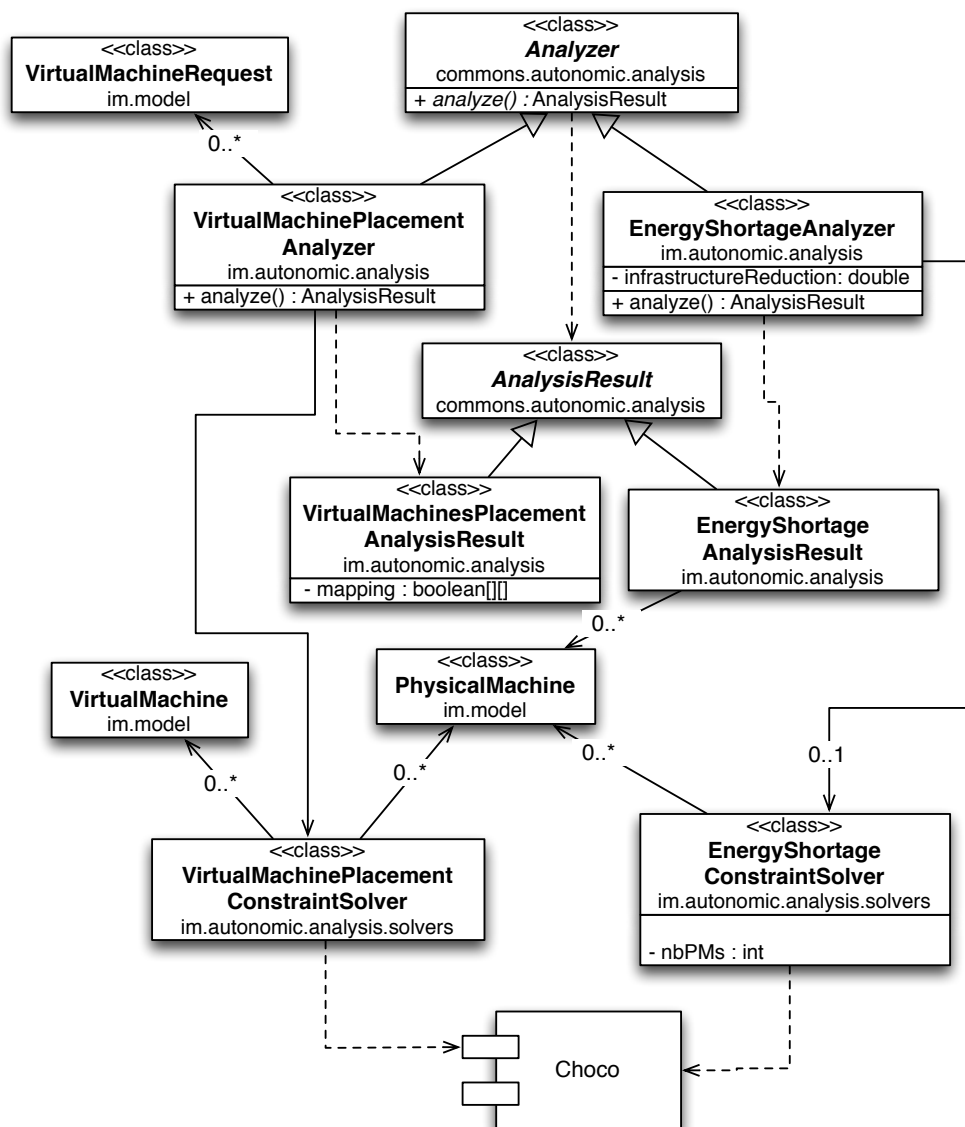 <<class>>
Analyzer
commons.autonomic.analysis
+ analyze() : AnalysisResult
<<class>>
VirtualMachineRequest
im.model
0..*
<<class>>
VirtualMachinePlacement
Analyzer
im.autonomic.analysis
+ analyze() : AnalysisResult
<<class>>
EnergyShortageAnalyzer
im.autonomic.analysis
- infrastructureReduction: double
+ analyze() : AnalysisResult
<<class>>
AnalysisResult
commons.autonomic.analysis
<<class>>
VirtualMachinesPlacement
AnalysisResult
im.autonomic.analysis
- mapping : boolean[][]
<<class>>
EnergyShortage
AnalysisResult
im.autonomic.analysis
0..*
<<class>>
VirtualMachine
im.model
<<class>>
PhysicalMachine
im.model
0..*
0..*
0..*
0..1
<<class>>
VirtualMachinePlacement
ConstraintSolver
im.autonomic.analysis.solvers
<<class>>
EnergyShortage
ConstraintSolver
im.autonomic.analysis.solvers
- nbPMs : int
Choco